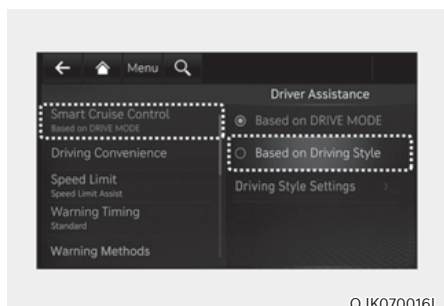 Menu
Driver Assistance
Smart Cruise Control
Based on DRIVE MODE
Driving Convenience
Speed Limit
Speed Limit Assist
Warning Timing
Standard
Warning Methods
Based on DRIVE MODE
Based on Driving Style
Driving Style Settings
OJK070016L